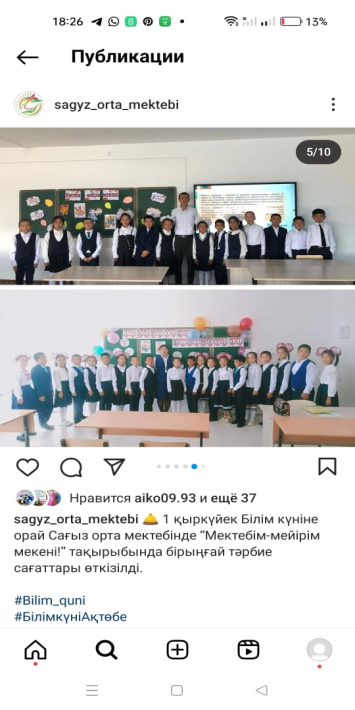 18:26
13%
Публикации
sagyz_orta_mektebi
5/10
Нравится aiko09.93 и ещё 37
sagyz_orta_mektebi 1 қыркүйек Білім күніне
орай Сағыз орта мектебінде "Мектебім-мейірім
мекені!" тақырыбында бірыңғай тәрбие
сағаттары өткізілді.
#Bilim_quni
#БілімкүніАқтөбе